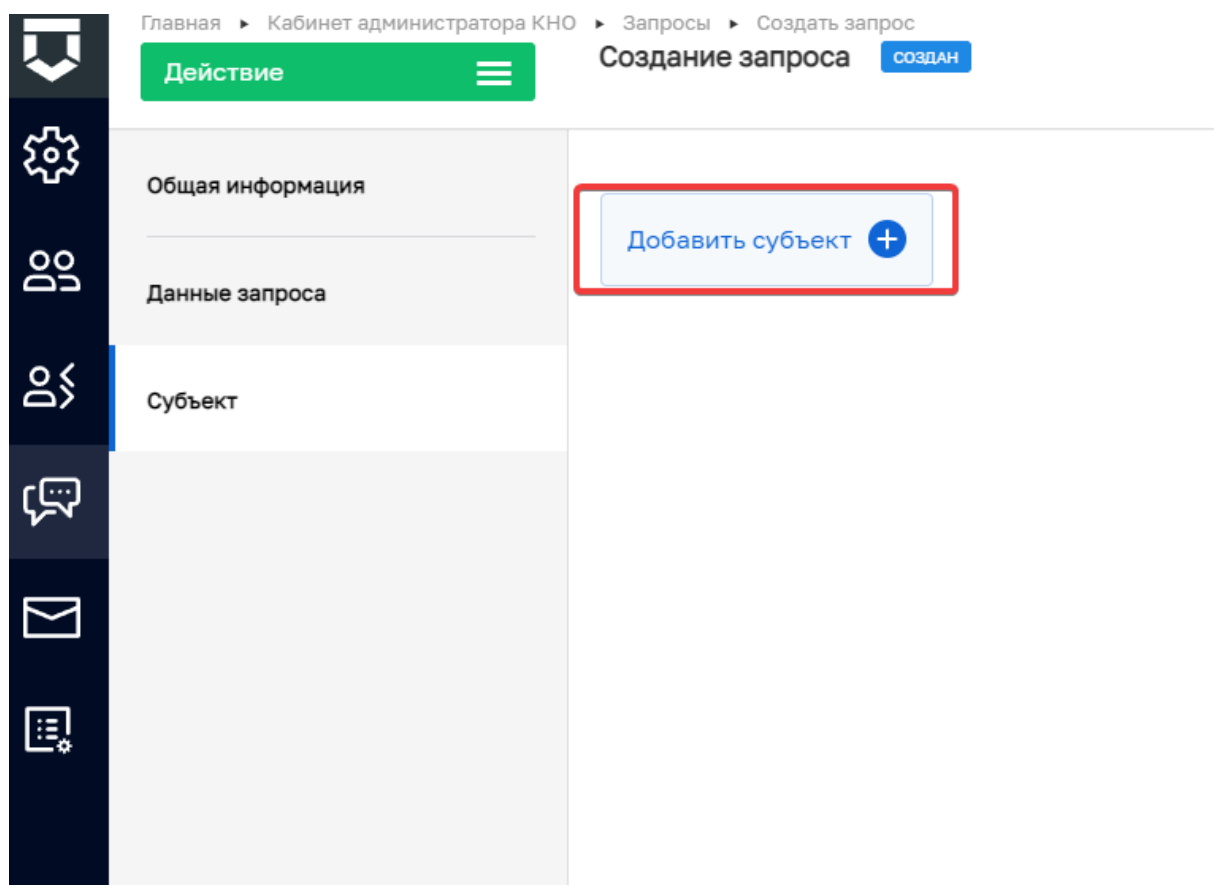 Главная ▸ Кабинет администратора КНО ▸ Запросы ▸ Создать запрос
Действие
Создание запроса СОЗДАН
Общая информация
Данные запроса
Субъект
Добавить субъект